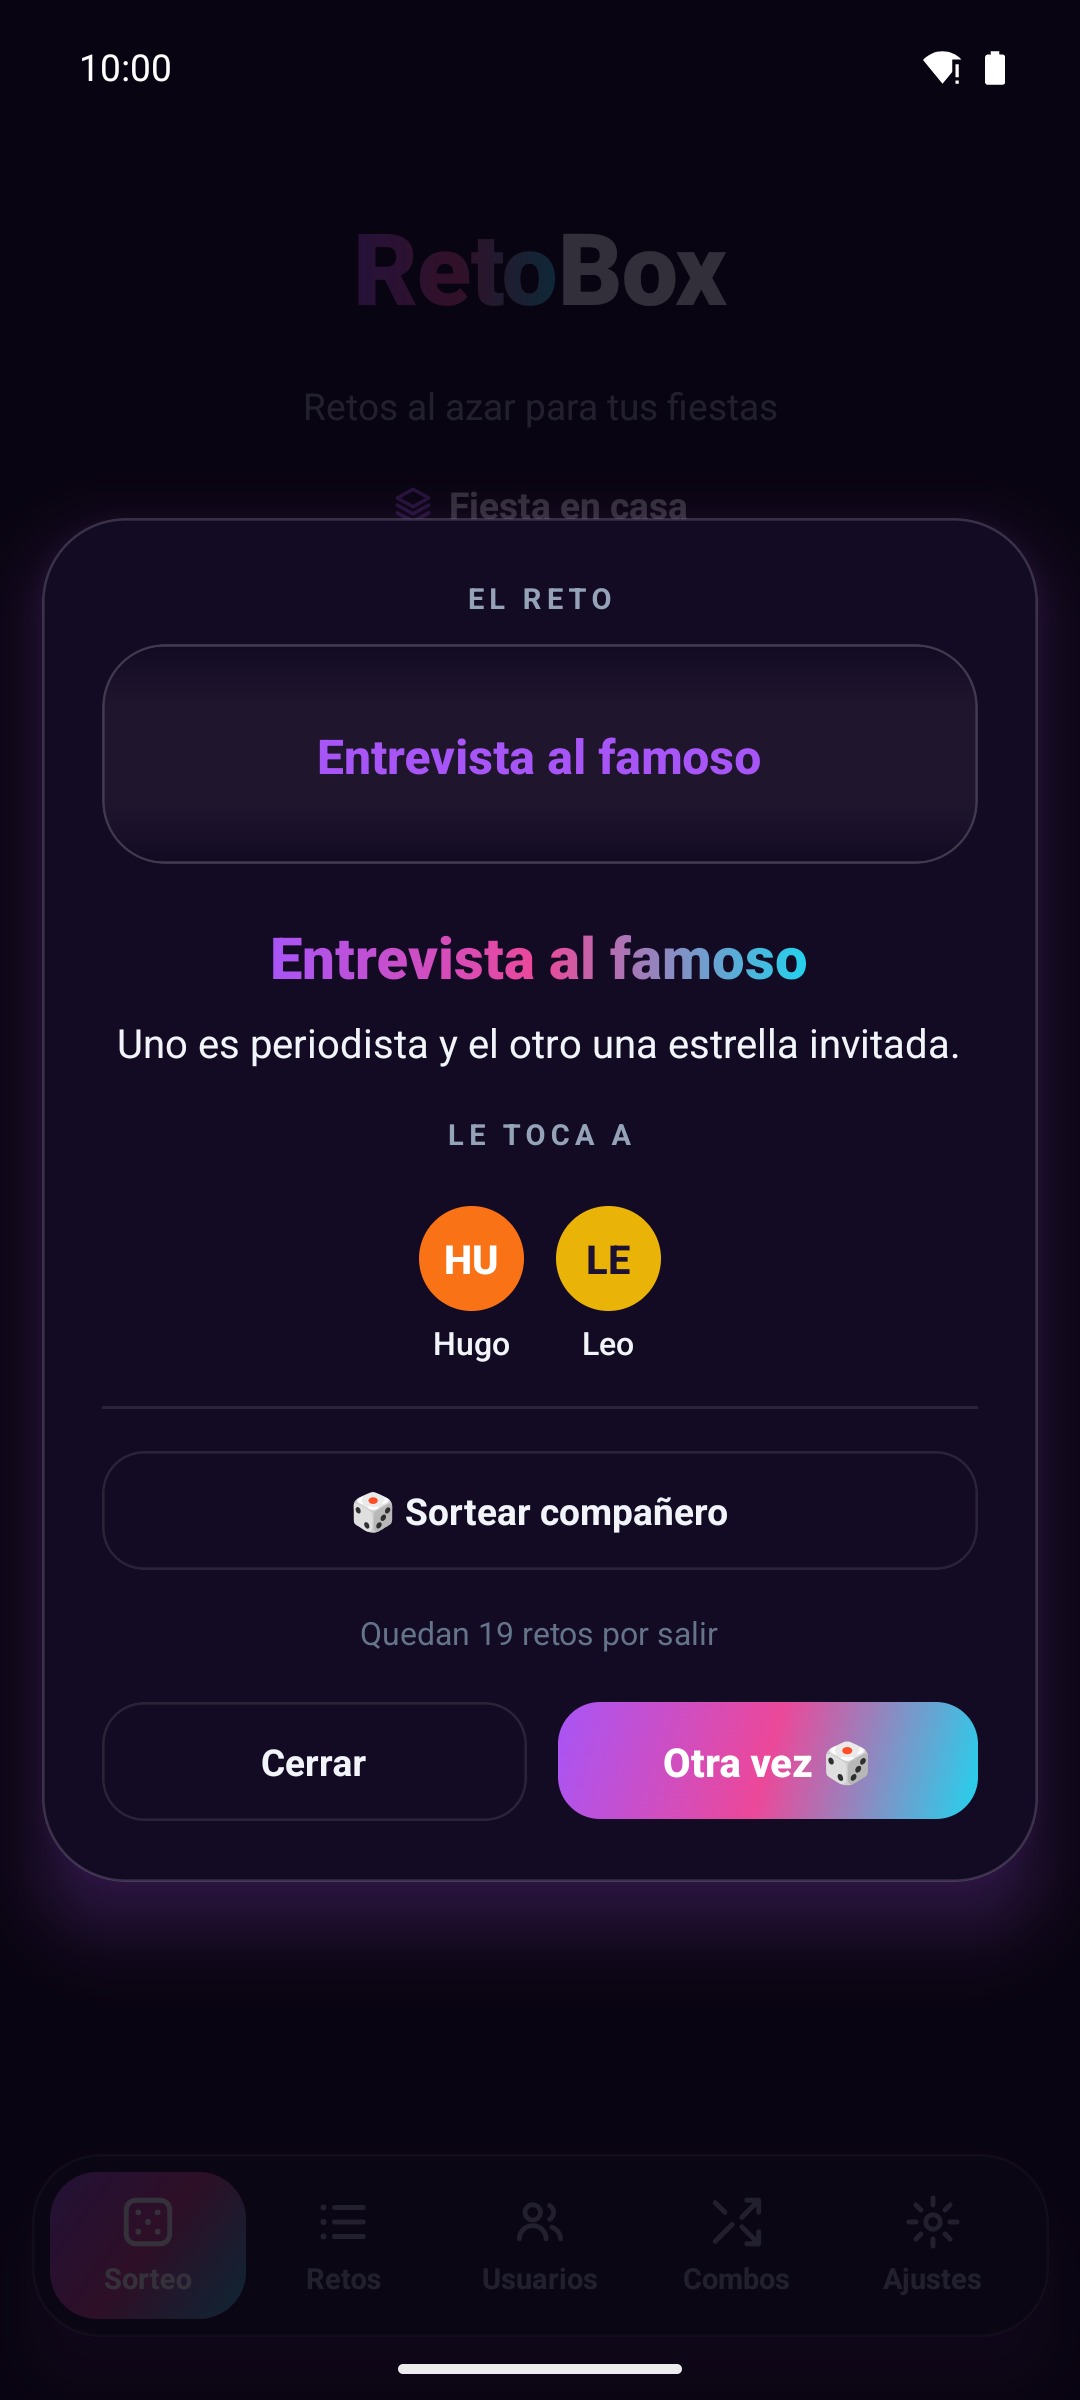 10:00
RetoBox
Retos al azar para tus fiestas
Fiesta en casa
EL RETO
Entrevista al famoso
Entrevista al famoso
Uno es periodista y el otro una estrella invitada.
LE TOCA A
HU LE
Hugo Leo
🎲 Sortear compañero
Quedan 19 retos por salir
Cerrar Otra vez 🎲
Sorteo Retos Usuarios Combos Ajustes